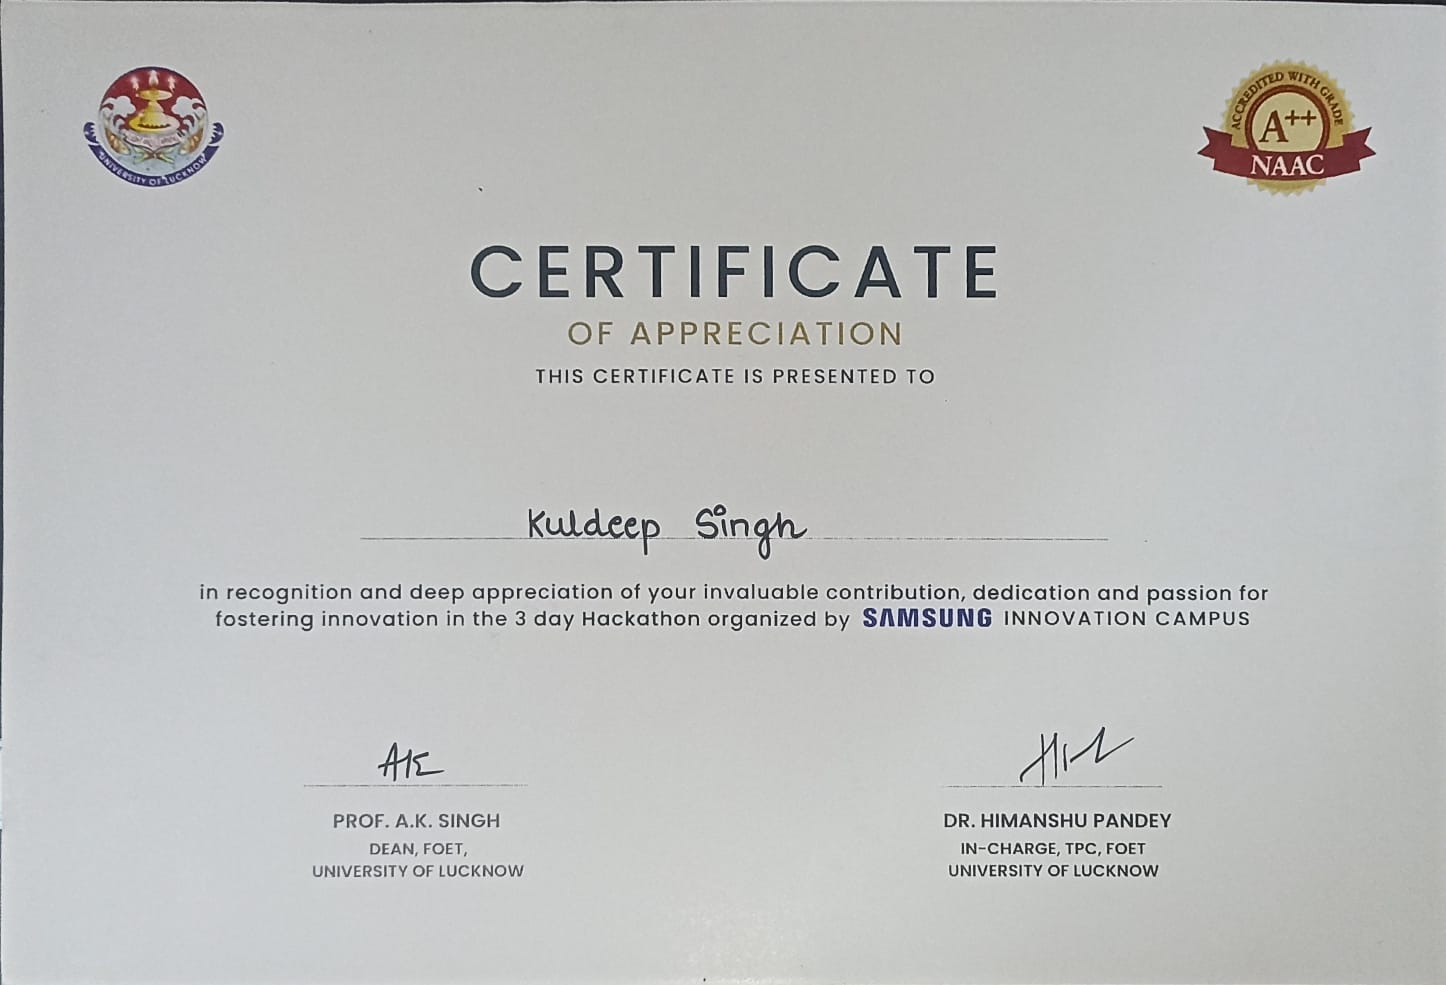 UNIVERSITY OF LUCKNOW
ACCREDITED WITH GRADE
A++
NAAC
CERTIFICATE
OF APPRECIATION
THIS CERTIFICATE IS PRESENTED TO
Kuldeep Singh
in recognition and deep appreciation of your invaluable contribution, dedication and passion for
fostering innovation in the 3 day Hackathon organized by SAMSUNG INNOVATION CAMPUS
AK
PROF. A.K. SINGH
DEAN, FOET,
UNIVERSITY OF LUCKNOW
DR. HIMANSHU PANDEY
IN-CHARGE, TPC, FOET
UNIVERSITY OF LUCKNOW